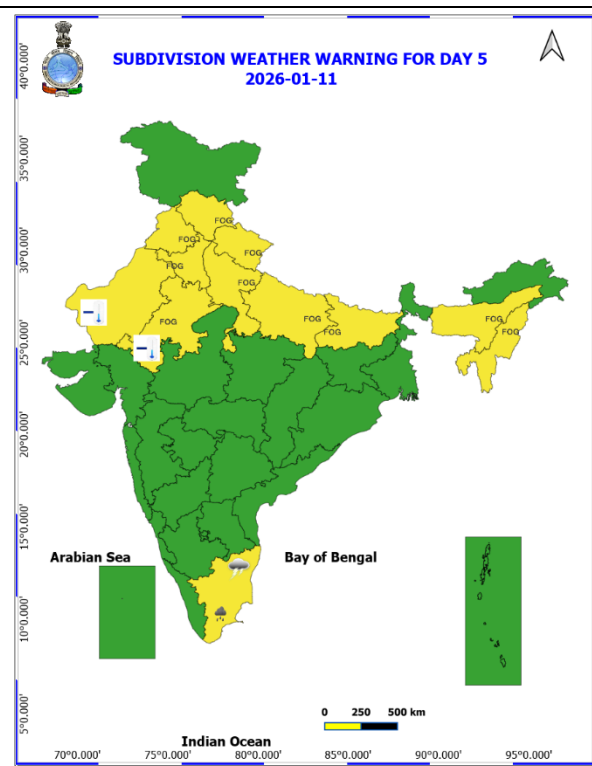 SUBDIVISION WEATHER WARNING FOR DAY 5
2026-01-11
40°0.000'
35°0.000'
30°0.000'
25°0.000'
20°0.000'
15°0.000'
10°0.000'
5°0.000'
FOG
FOG
FOG
FOG
FOG
FOG
FOG
FOG
FOG
FOG
Arabian Sea
Bay of Bengal
0 250 500 km
Indian Ocean
70°0.000' 75°0.000' 80°0.000' 85°0.000' 90°0.000' 95°0.000'